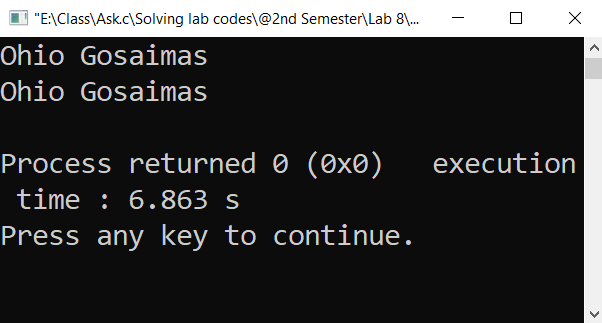 "E:\Class\Ask.c\Solving lab codes\@2nd Semester\Lab 8\...
Ohio Gosaimas
Ohio Gosaimas
Process returned 0 (0x0)   execution
 time : 6.863 s
Press any key to continue.